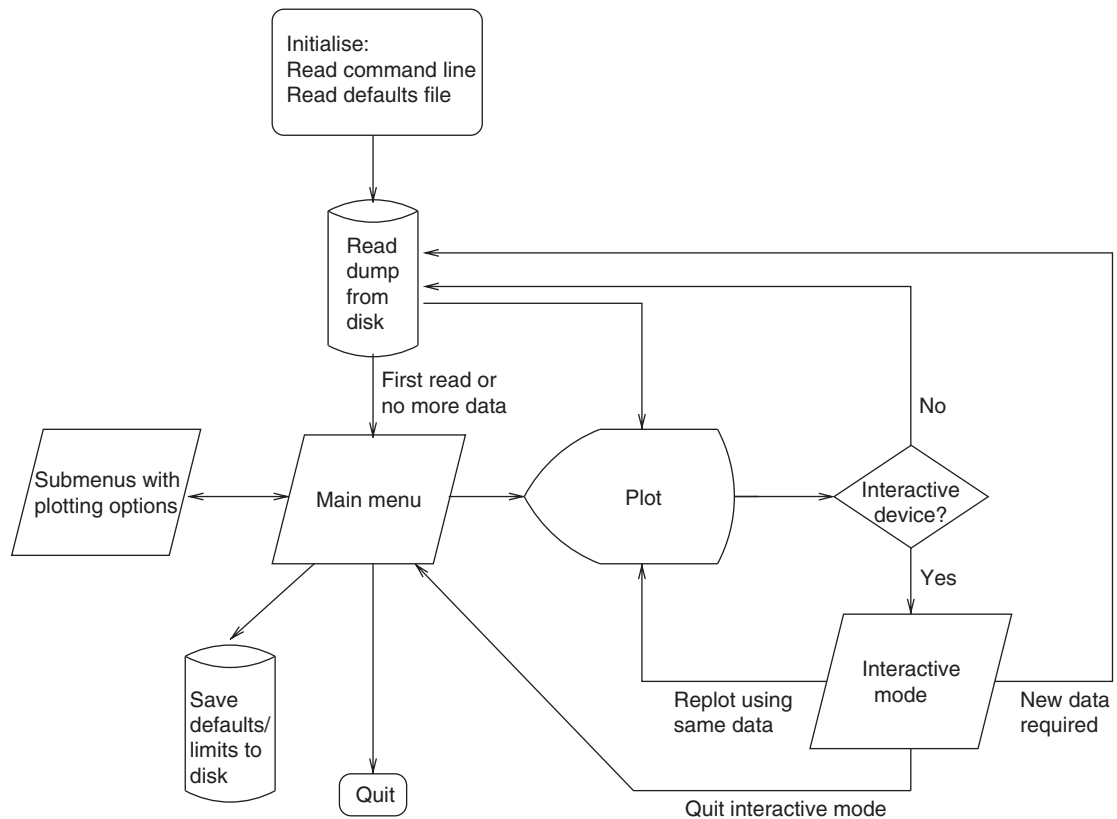 Initialise:
Read command line
Read defaults file
Read
dump
from
disk
First read or
no more data
No
Submenus with
plotting options
Main menu
Plot
Interactive
device?
Yes
Interactive
mode
Replot using
same data
New data
required
Save
defaults/
limits to
disk
Quit
Quit interactive mode